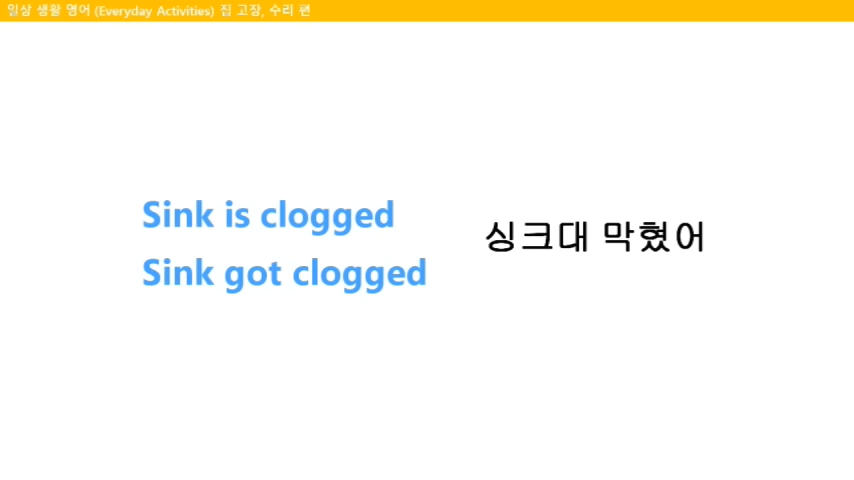 일상 생활 영어 (Everyday Activities) 집 고장, 수리 편
Sink is clogged
Sink got clogged
싱크대 막혔어